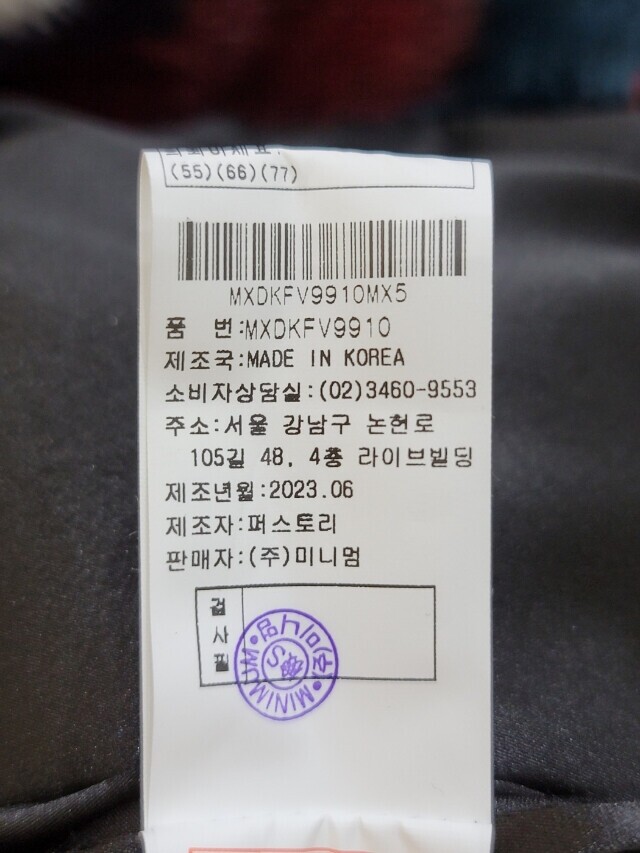 (55)(66)(77)
MXDKFV9910MX5
품 번:MXDKFV9910
제조국:MADE IN KOREA
소비자상담실:(02)3460-9553
주소:서울 강남구 논현로
105길 48, 4층 라이브빌딩
제조년월:2023.06
제조자:퍼스토리
판매자:(주)미니멈
검
사
필
MINIMUM